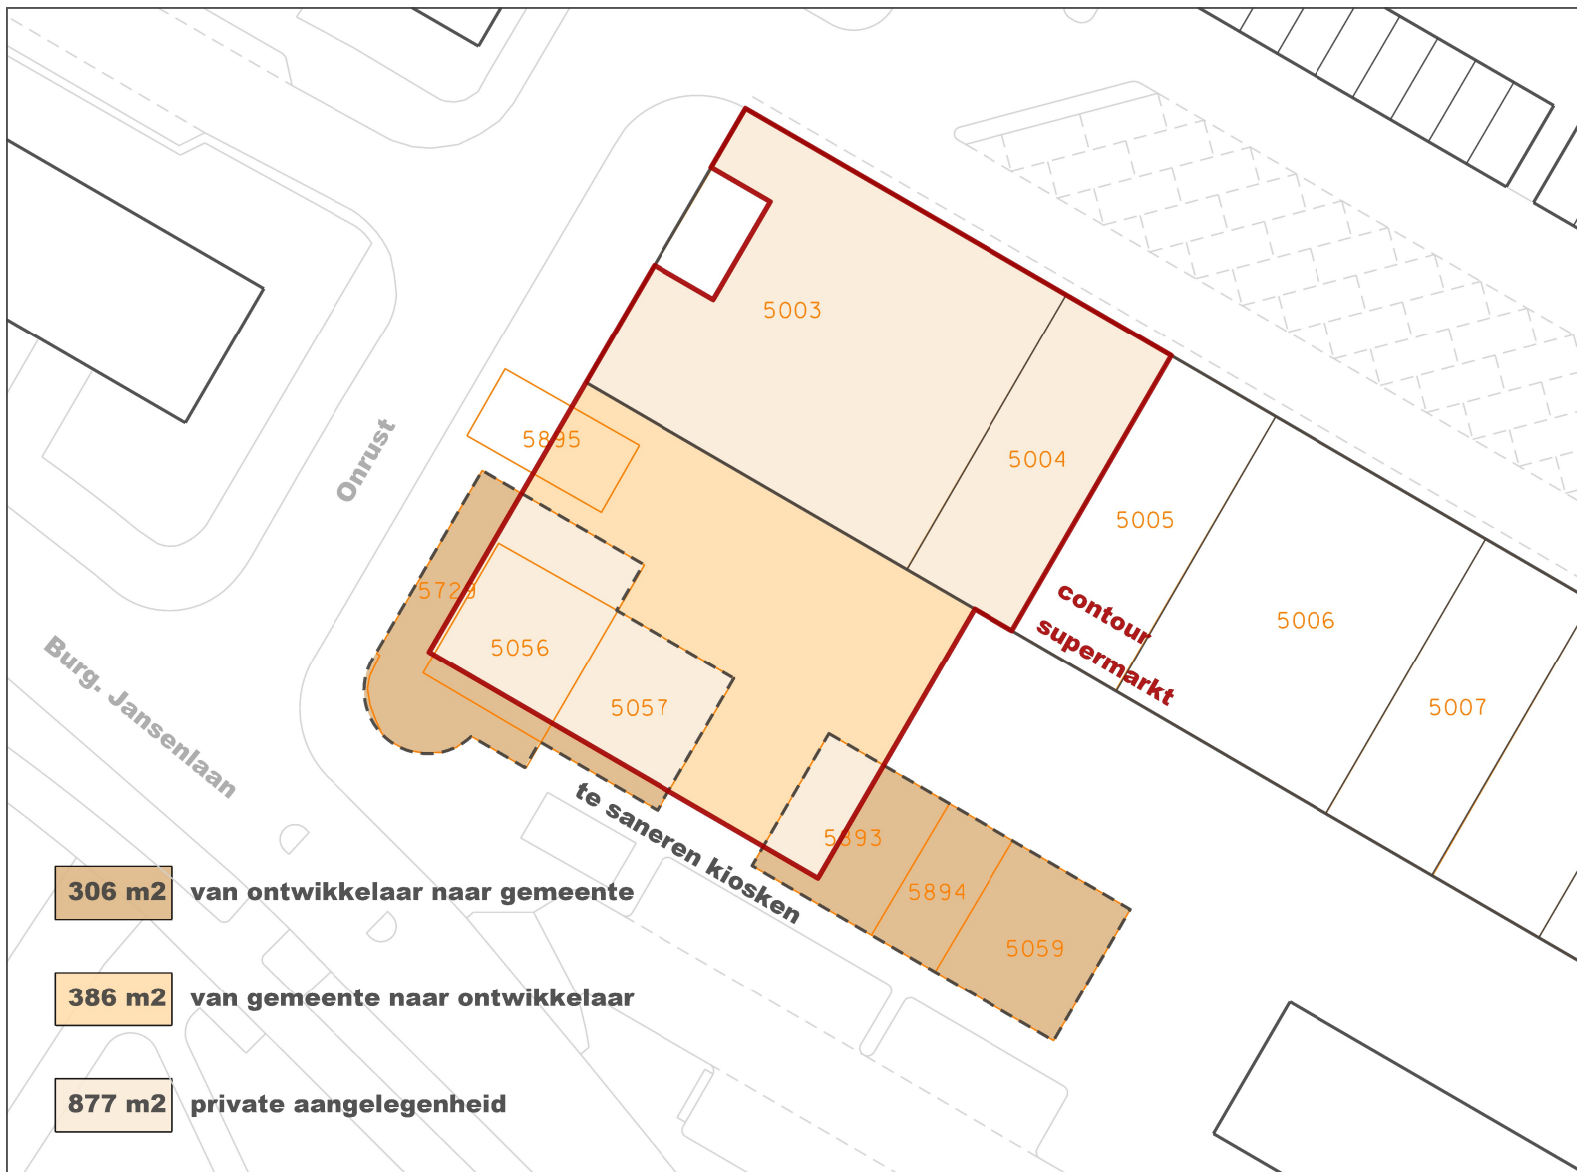 5003
5895
5004
5005
Onrust
5729
contour
supermarkt
5006
5056
5057
5007
Burg. Jansenlaan
te saneren kiosken
5893
5894
5059
306 m2 van ontwikkelaar naar gemeente
386 m2 van gemeente naar ontwikkelaar
877 m2 private aangelegenheid